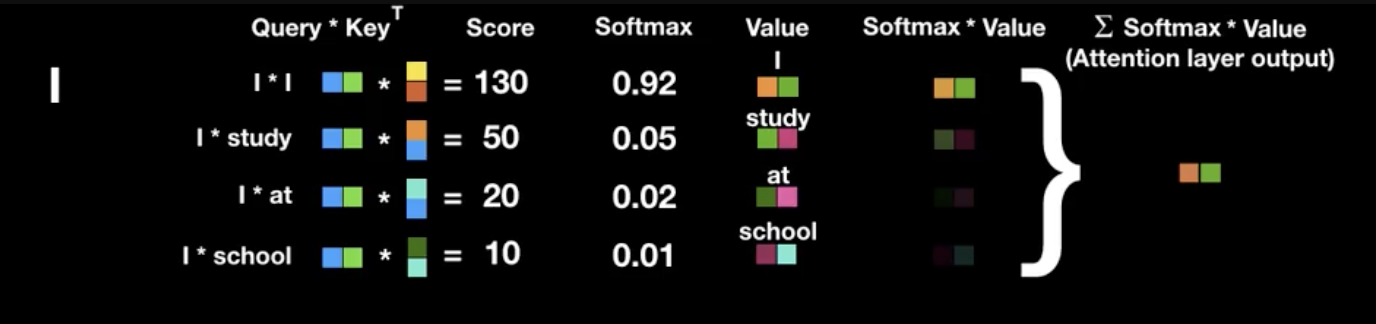 Query * Key^T Score Softmax Value Softmax * Value Σ Softmax * Value
(Attention layer output)
I
I * I * = 130 0.92 I
I * study * = 50 0.05 study
I * at * = 20 0.02 at
I * school * = 10 0.01 school
}